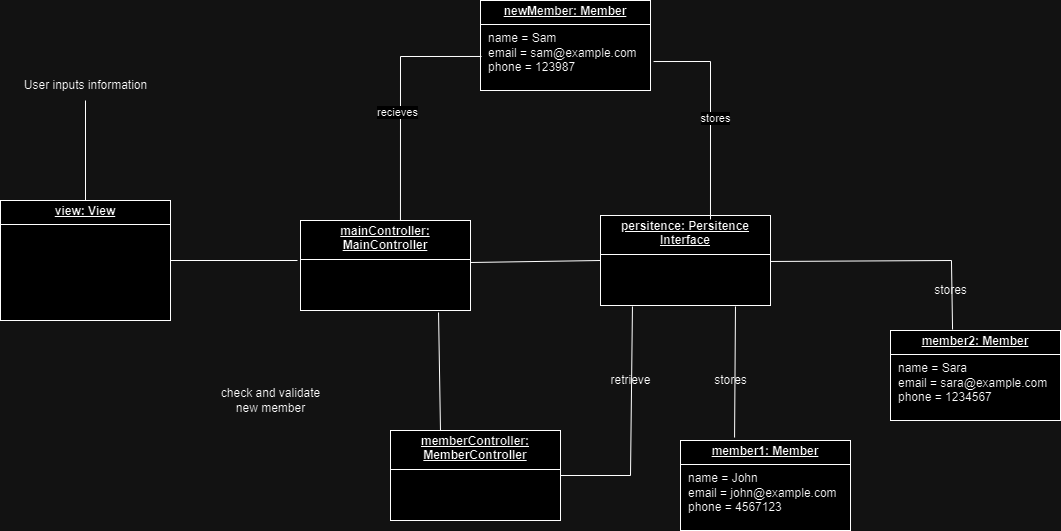 newMember: Member
name = Sam
email = sam@example.com
phone = 123987
User inputs information
recieves
stores
view: View
mainController:
MainController
persitence: Persitence
Interface
stores
member2: Member
name = Sara
email = sara@example.com
phone = 1234567
check and validate
new member
retrieve
stores
memberController:
MemberController
member1: Member
name = John
email = john@example.com
phone = 4567123